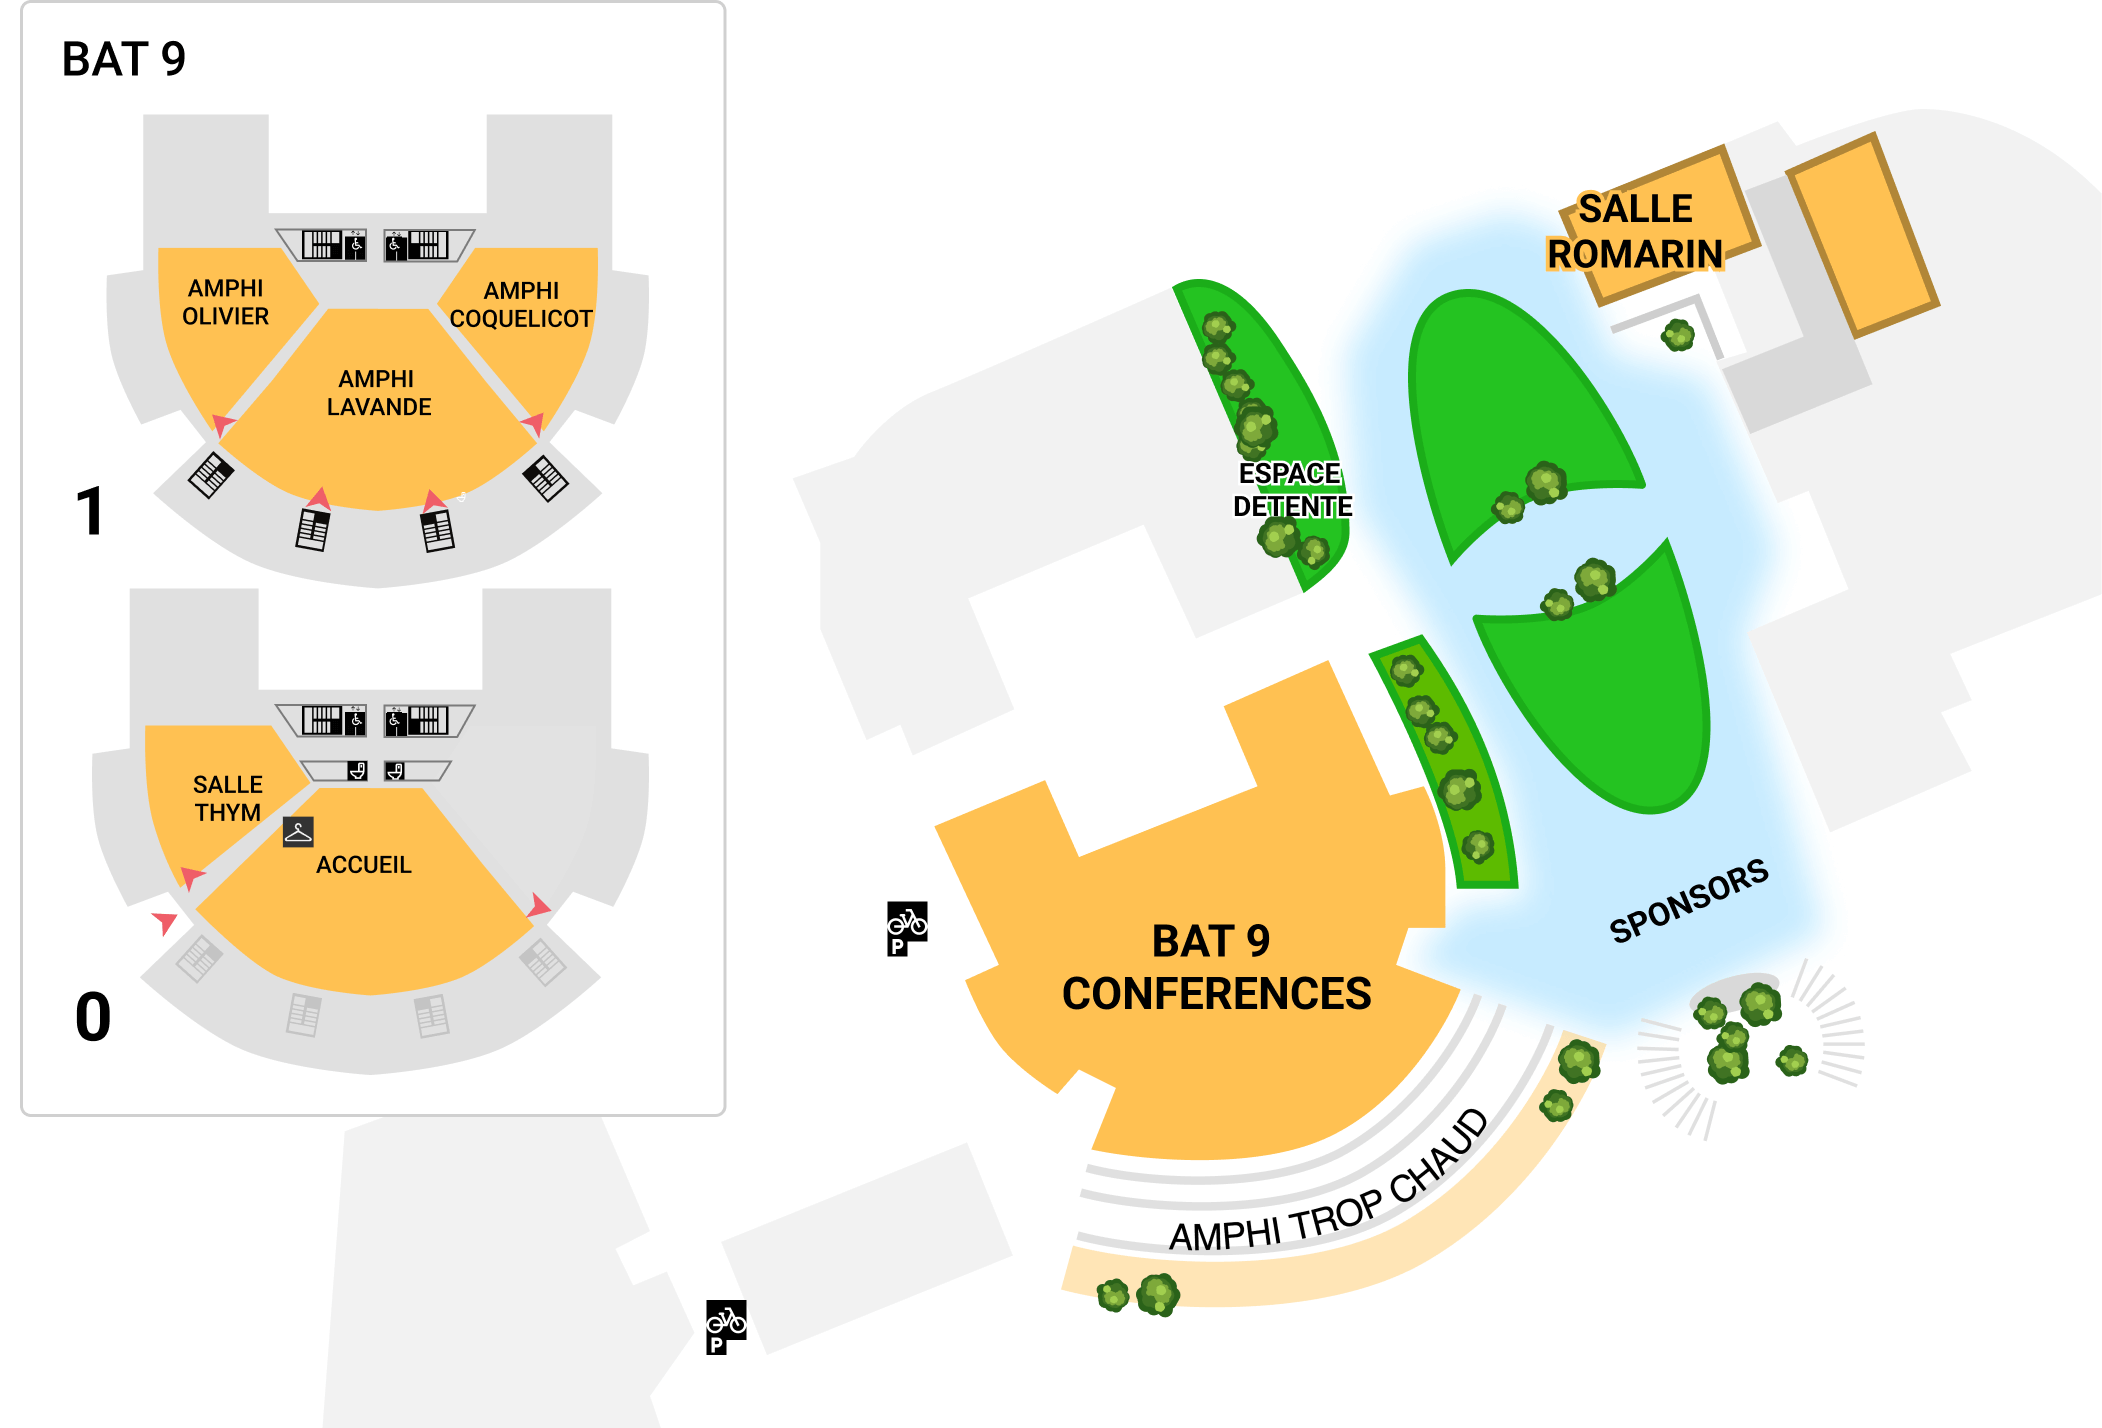 BAT 9
AMPHI
OLIVIER
AMPHI
COQUELICOT
AMPHI
LAVANDE
1
SALLE
THYM
ACCUEIL
0
SALLE
ROMARIN
ESPACE
DETENTE
SPONSORS
BAT 9
CONFERENCES
P
AMPHI TROP CHAUD
P